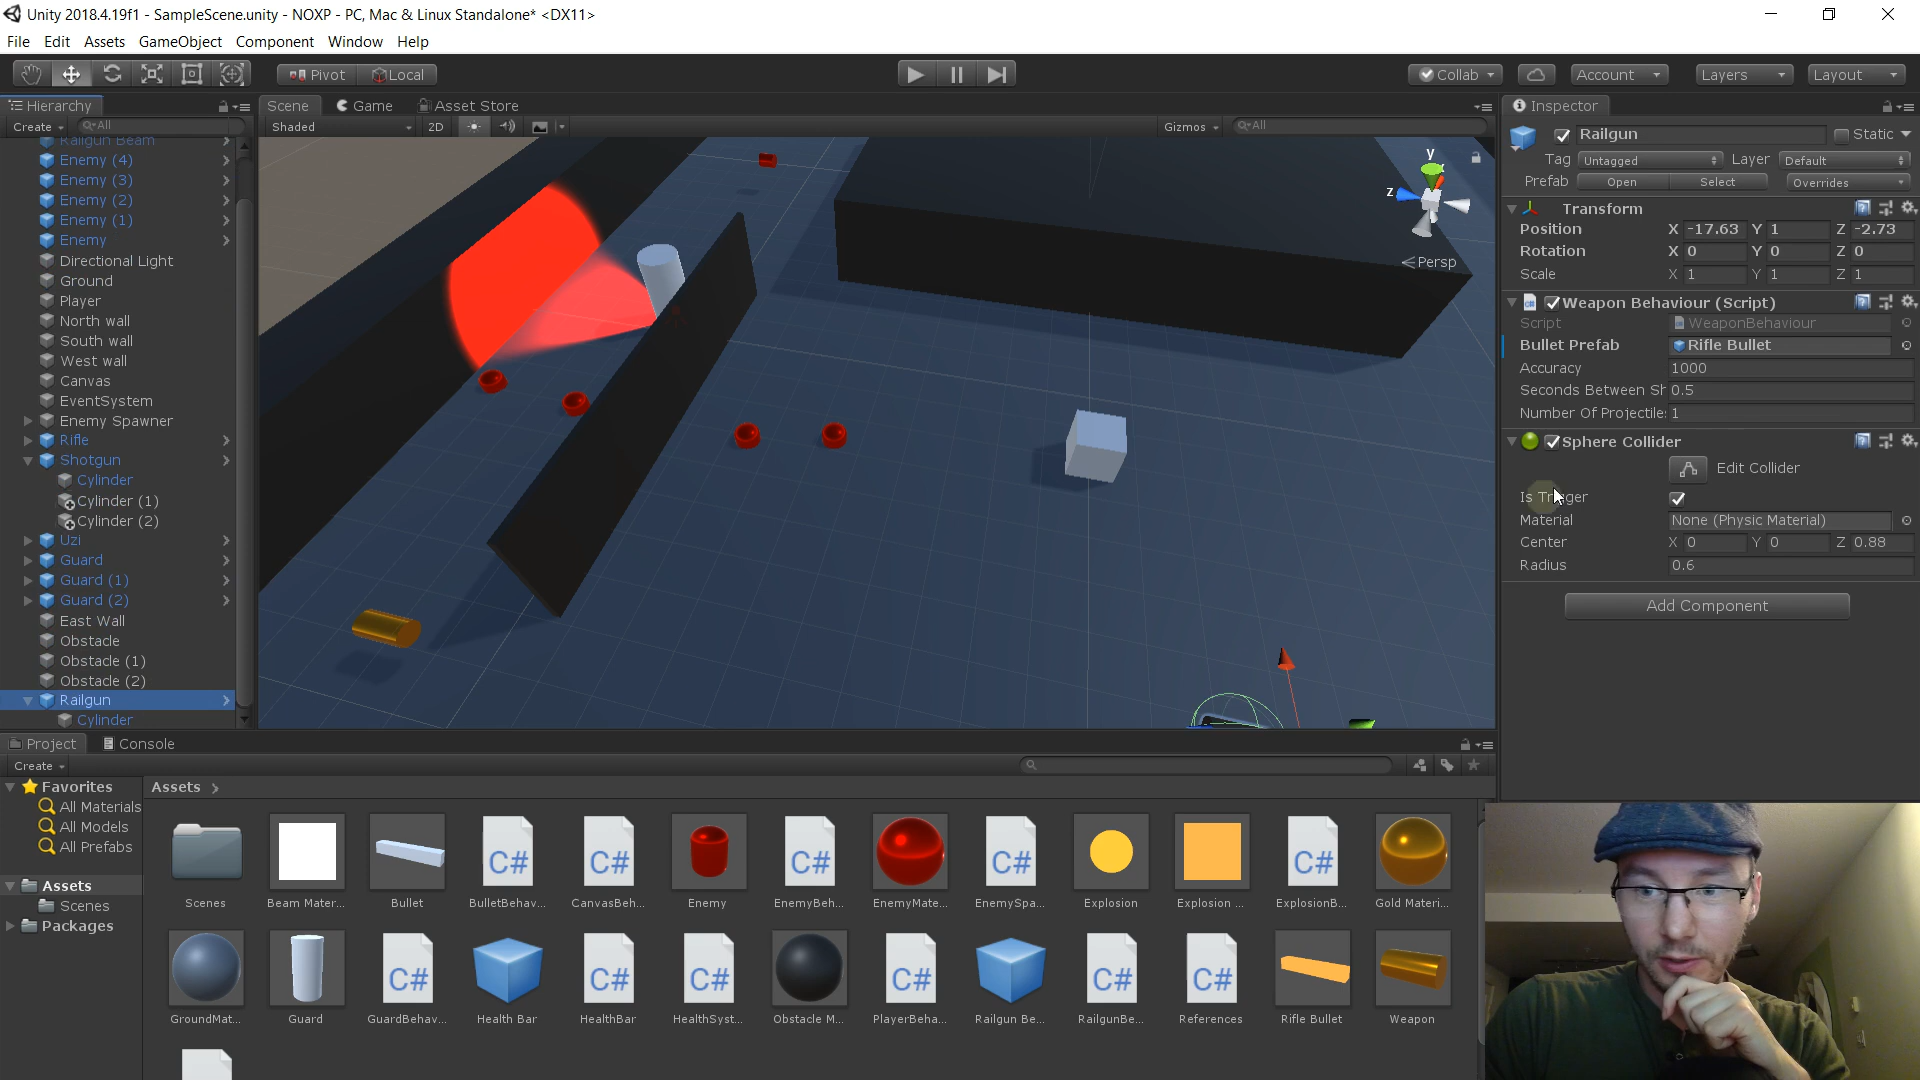 Unity 2018.4.19f1 - SampleScene.unity - NOXP - PC, Mac & Linux Standalone* <DX11>
File Edit Assets GameObject Component Window Help
Pivot Local Collab Account Layers Layout
Hierarchy
Create All
Railgun Beam
Enemy (4)
Enemy (3)
Enemy (2)
Enemy (1)
Enemy
Directional Light
Ground
Player
North wall
South wall
West wall
Canvas
EventSystem
Enemy Spawner
Rifle
Shotgun
Cylinder
Cylinder (1)
Cylinder (2)
Uzi
Guard
Guard (1)
Guard (2)
East Wall
Obstacle
Obstacle (1)
Obstacle (2)
Railgun
Cylinder
Scene Game Asset Store
Shaded 2D Gizmos All
y
z
Persp
Inspector
Railgun Static
Tag Untagged Layer Default
Prefab Open Select Overrides
Transform
Position X -17.63 Y 1 Z -2.73
Rotation X 0 Y 0 Z 0
Scale X 1 Y 1 Z 1
Weapon Behaviour (Script)
Script WeaponBehaviour
Bullet Prefab Rifle Bullet
Accuracy 1000
Seconds Between Sh 0.5
Number Of Projectile: 1
Sphere Collider
Edit Collider
Is Trigger
Material None (Physic Material)
Center X 0 Y 0 Z 0.88
Radius 0.6
Add Component
Project Console
Create
Favorites
All Materials
All Models
All Prefabs
Assets
Scenes
Packages
Assets
C# C# C# C# C#
Scenes Beam Mater... Bullet BulletBehav... CanvasBeh... Enemy EnemyBeh... EnemyMate... EnemySpa... Explosion Explosion ... ExplosionB... Gold Materi...
C# C# C# C# C# C#
GroundMat... Guard GuardBehav... Health Bar HealthBar HealthSyst... Obstacle M... PlayerBeha... Railgun Be... RailgunBe... References Rifle Bullet Weapon